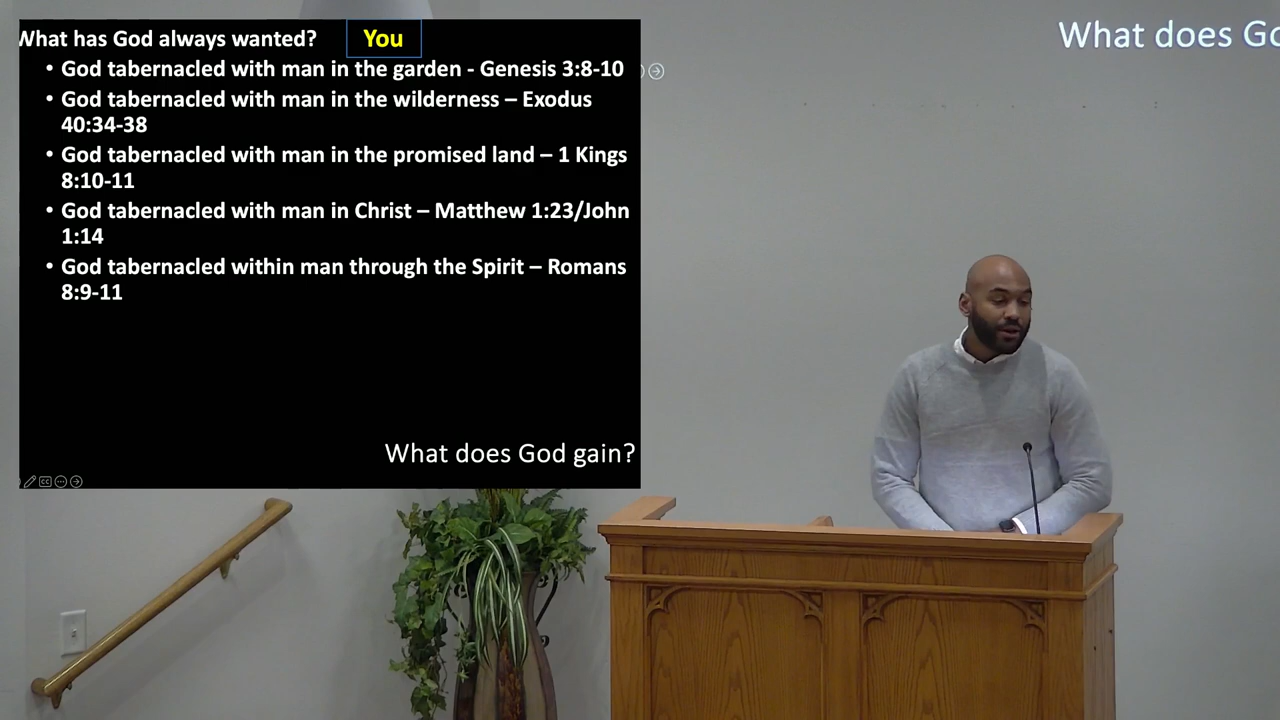 What has God always wanted? You
• God tabernacled with man in the garden - Genesis 3:8-10
• God tabernacled with man in the wilderness – Exodus
40:34-38
• God tabernacled with man in the promised land – 1 Kings
8:10-11
• God tabernacled with man in Christ – Matthew 1:23/John
1:14
• God tabernacled within man through the Spirit – Romans
8:9-11
What does God gain?
What does Go